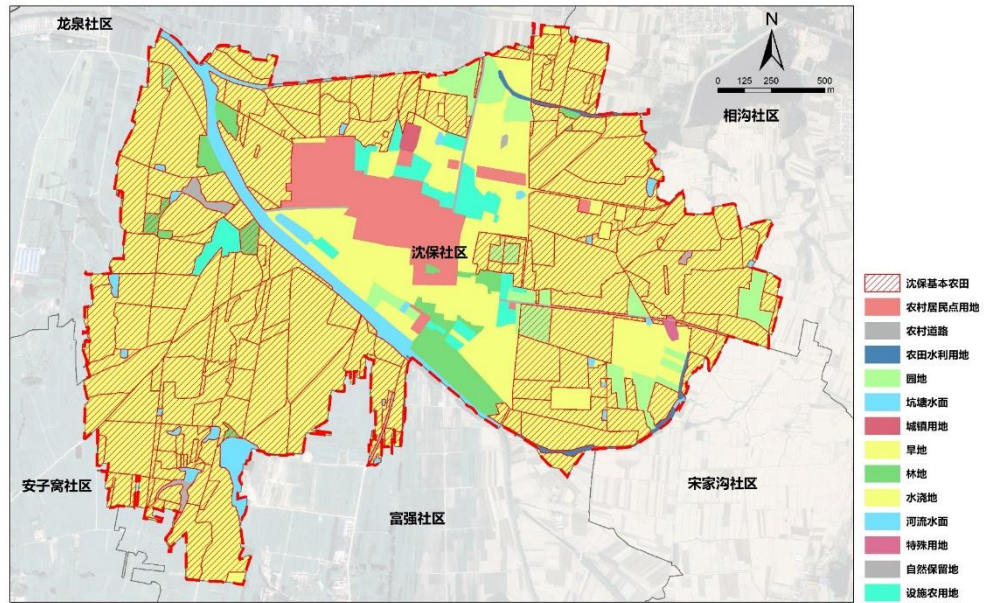 龙泉社区
N
0 125 250 500
m
相沟社区
沈保社区
安子窝社区
富强社区
宋家沟社区
沈保基本农田
农村居民点用地
农村道路
农田水利用地
园地
坑塘水面
城镇用地
旱地
林地
水浇地
河流水面
特殊用地
自然保留地
设施农用地